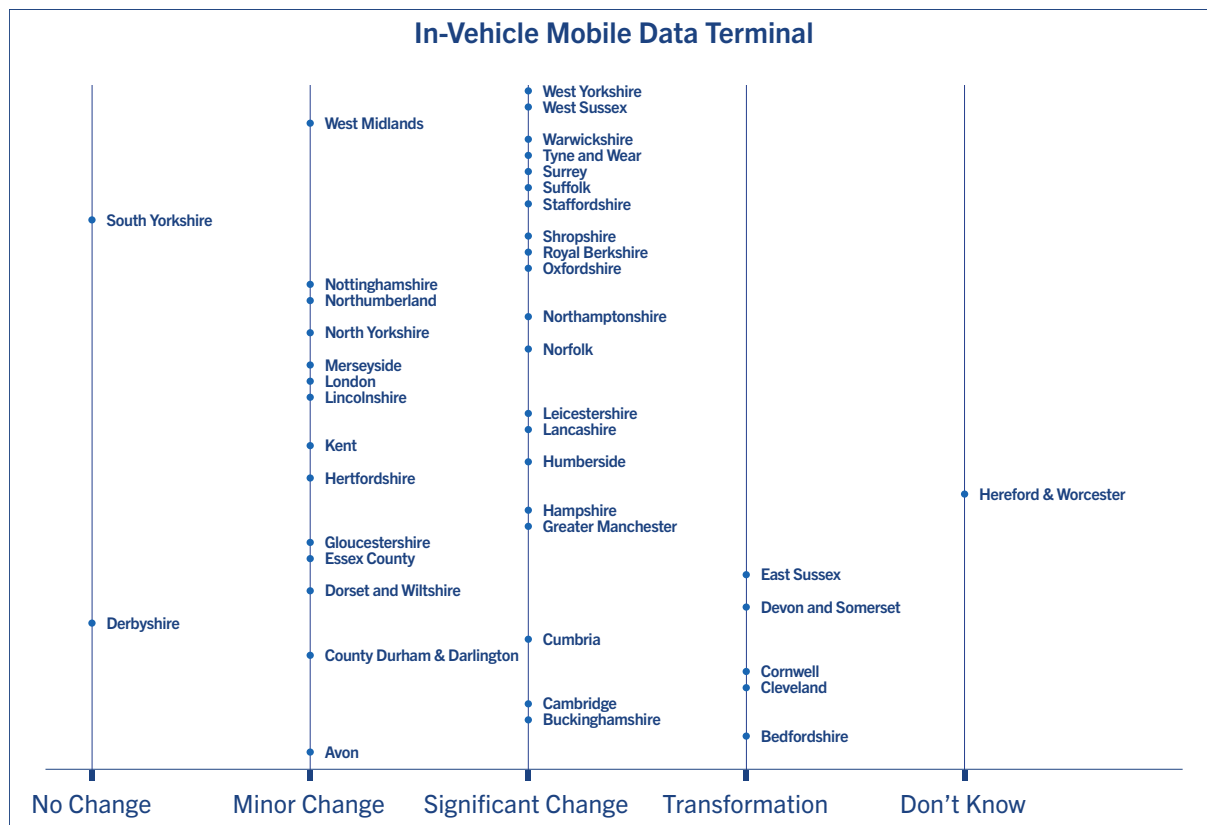 In-Vehicle Mobile Data Terminal
West Yorkshire
West Sussex
West Midlands
Warwickshire
Tyne and Wear
Surrey
Suffolk
Staffordshire
South Yorkshire
Shropshire
Royal Berkshire
Oxfordshire
Nottinghamshire
Northumberland
Northamptonshire
North Yorkshire
Norfolk
Merseyside
London
Lincolnshire
Leicestershire
Lancashire
Kent
Humberside
Hertfordshire
Hereford & Worcester
Hampshire
Greater Manchester
Gloucestershire
Essex County
East Sussex
Dorset and Wiltshire
Devon and Somerset
Derbyshire
Cumbria
County Durham & Darlington
Cornwell
Cleveland
Cambridge
Buckinghamshire
Bedfordshire
Avon
No Change
Minor Change
Significant Change
Transformation
Don't Know